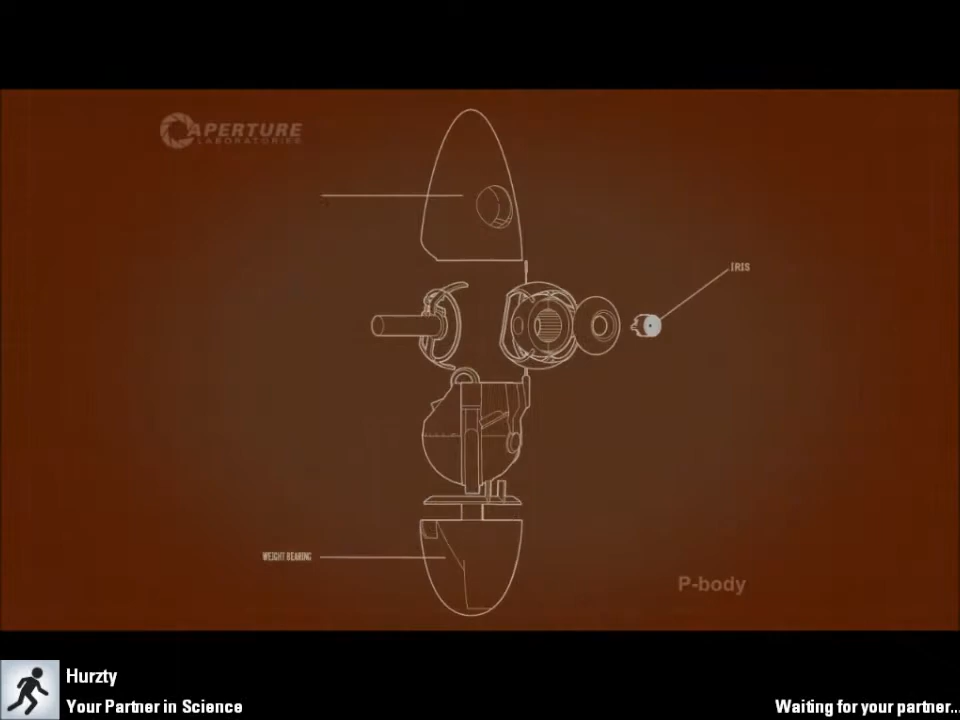 APERTURE
LABORATORIES
IRIS
WEIGHT BEARING
P-body
Hurzty
Your Partner in Science
Waiting for your partner..